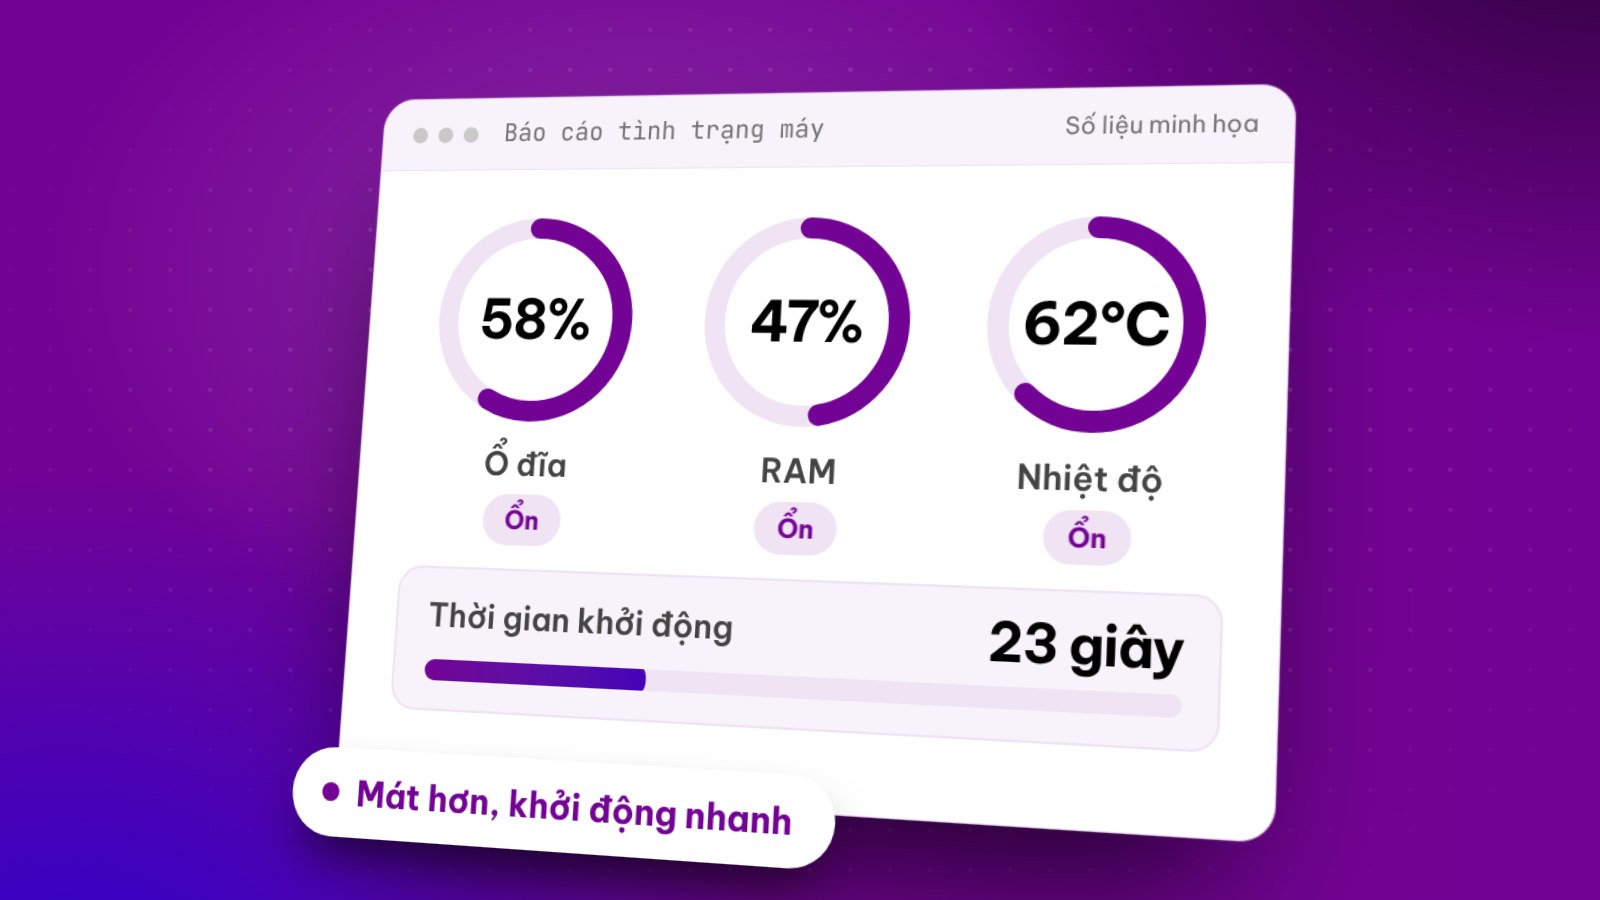 Báo cáo tình trạng máy
Số liệu minh họa
58%
47%
62°C
Ổ đĩa
RAM
Nhiệt độ
Ổn
Ổn
Ổn
Thời gian khởi động
23 giây
Mát hơn, khởi động nhanh